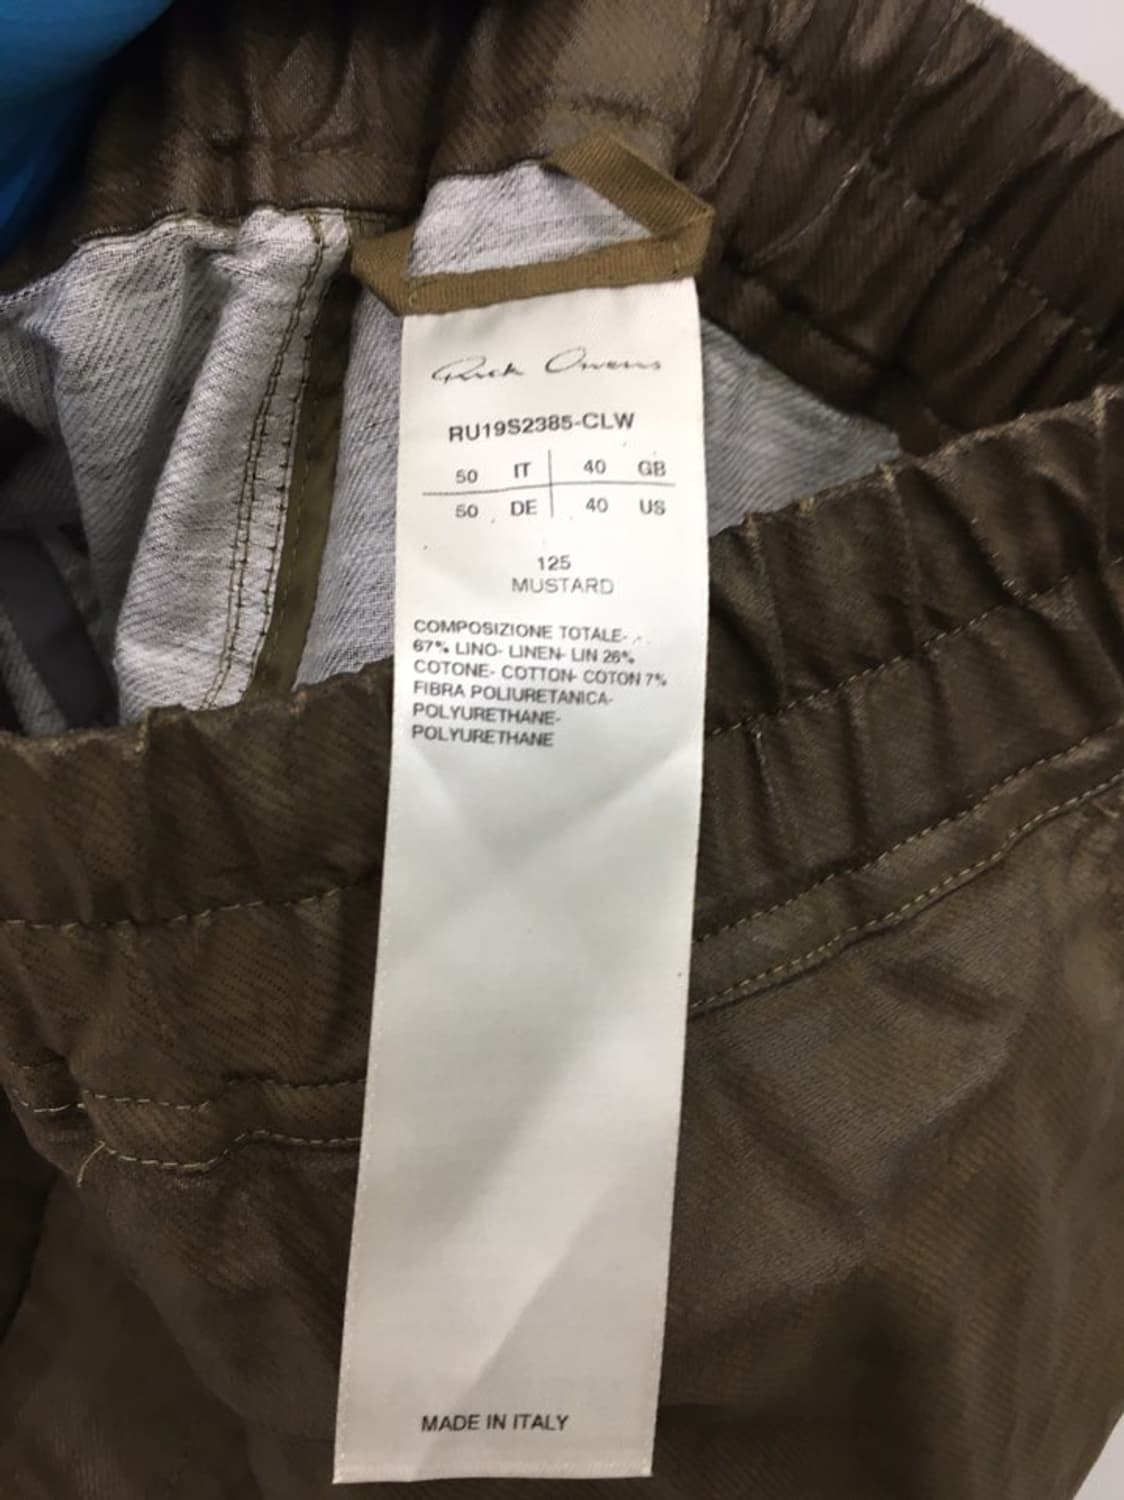 Rick Owens
RU19S2385-CLW
50 IT 40 GB
50 DE 40 US
125
MUSTARD
COMPOSIZIONE TOTALE-
67% LINO- LINEN- LIN 26%
COTONE- COTTON- COTON 7%
FIBRA POLIURETANICA-
POLYURETHANE-
POLYURETHANE
MADE IN ITALY